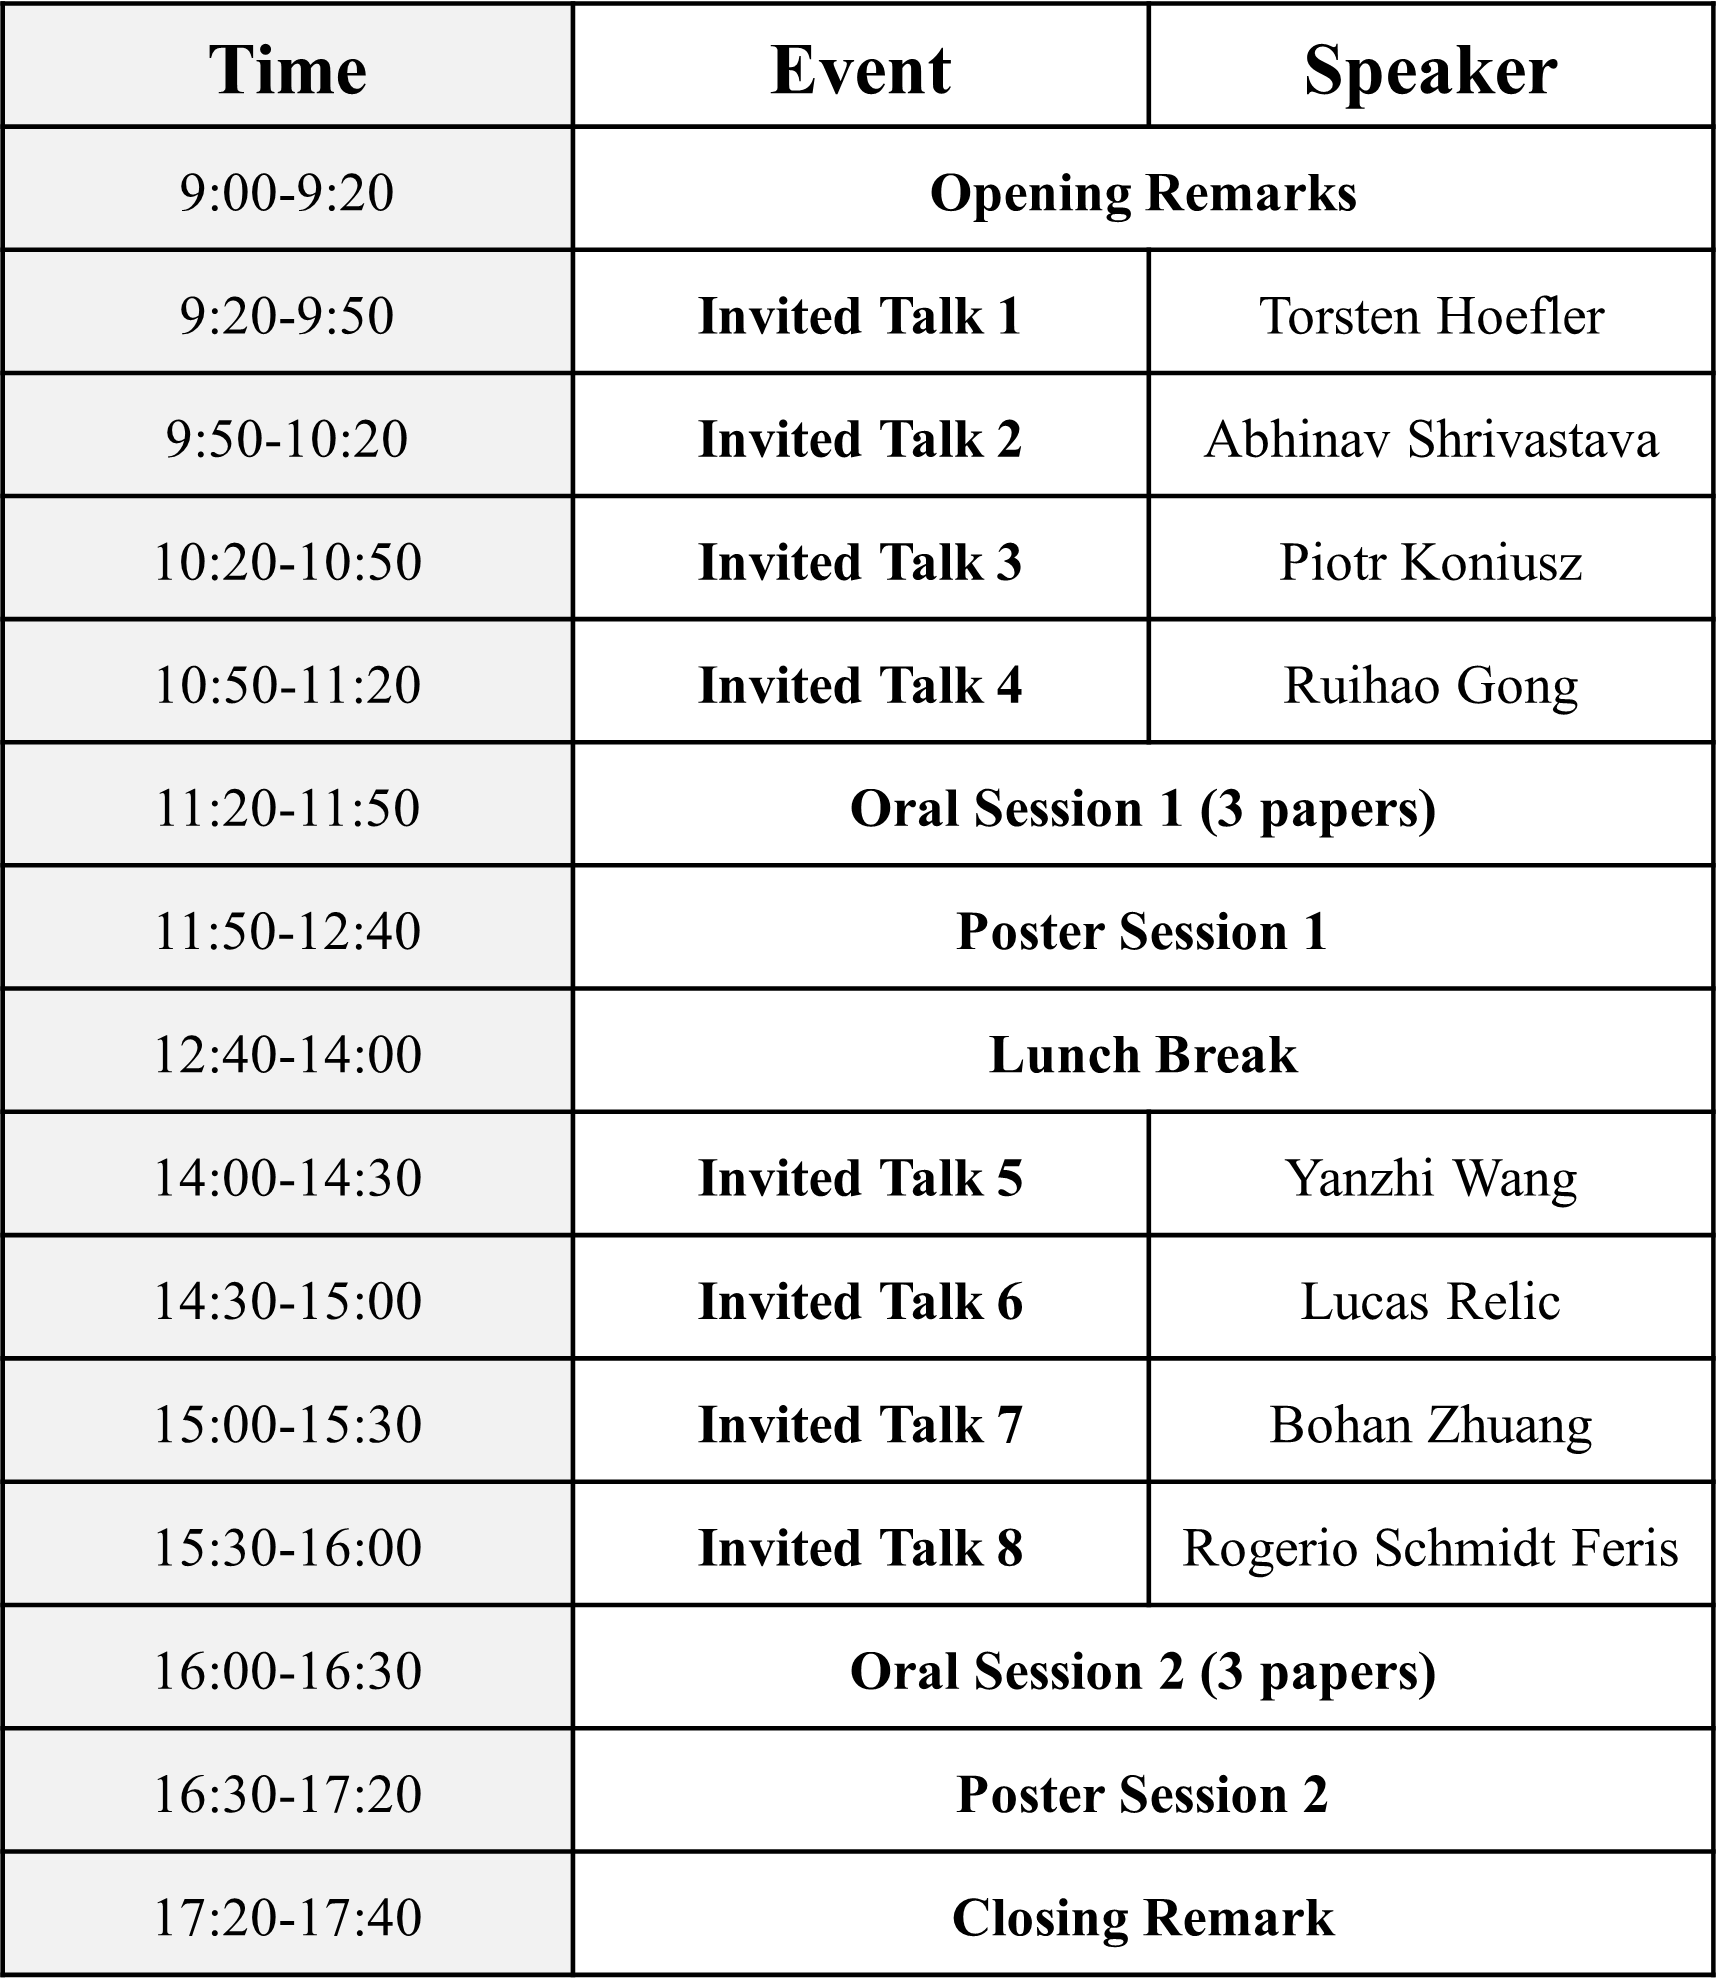 Time Event Speaker
9:00-9:20 Opening Remarks
9:20-9:50 Invited Talk 1 Torsten Hoefler
9:50-10:20 Invited Talk 2 Abhinav Shrivastava
10:20-10:50 Invited Talk 3 Piotr Koniusz
10:50-11:20 Invited Talk 4 Ruihao Gong
11:20-11:50 Oral Session 1 (3 papers)
11:50-12:40 Poster Session 1
12:40-14:00 Lunch Break
14:00-14:30 Invited Talk 5 Yanzhi Wang
14:30-15:00 Invited Talk 6 Lucas Relic
15:00-15:30 Invited Talk 7 Bohan Zhuang
15:30-16:00 Invited Talk 8 Rogerio Schmidt Feris
16:00-16:30 Oral Session 2 (3 papers)
16:30-17:20 Poster Session 2
17:20-17:40 Closing Remark